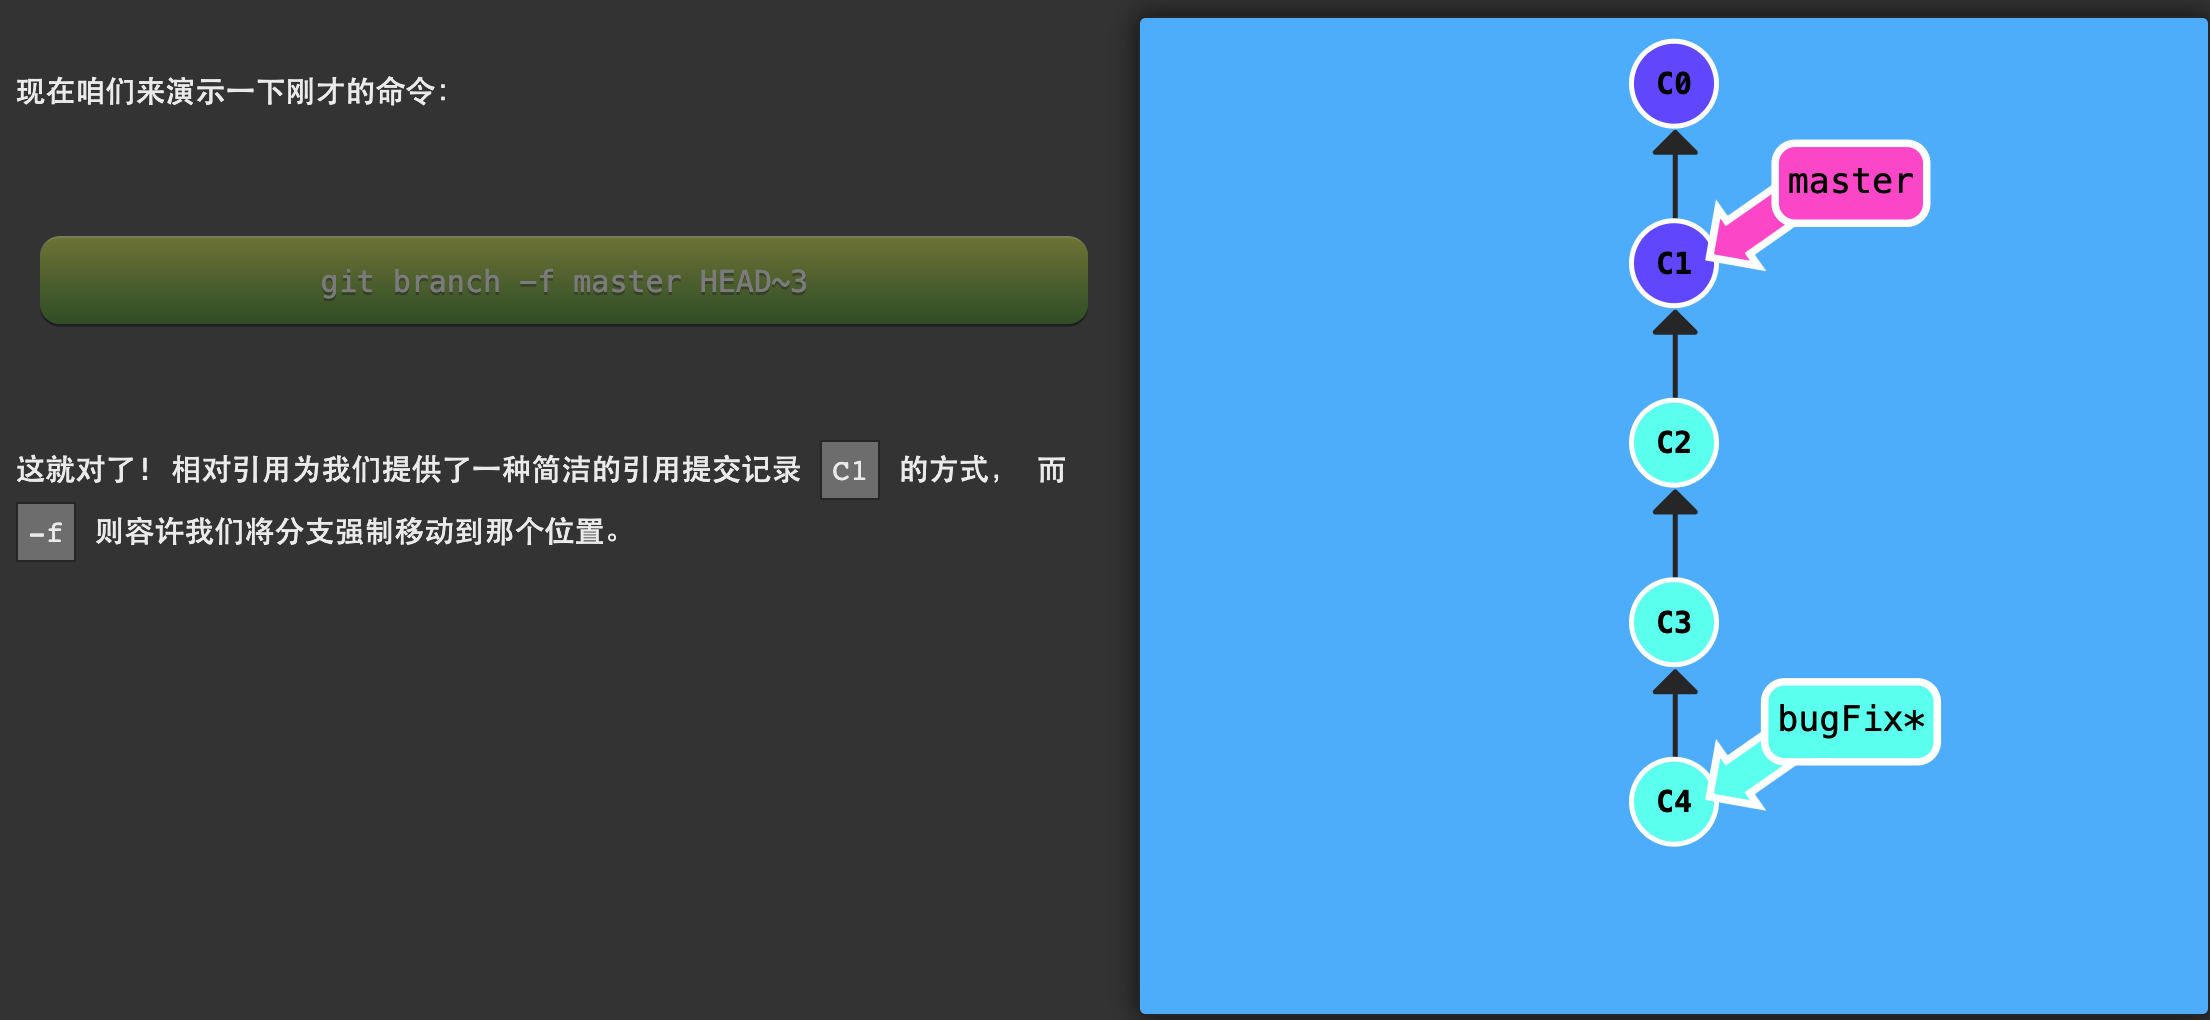 现在咱们来演示一下刚才的命令：
git branch -f master HEAD~3
这就对了！相对引用为我们提供了一种简洁的引用提交记录 C1 的方式， 而
-f 则容许我们将分支强制移动到那个位置。
C0
master
C1
C2
C3
bugFix*
C4